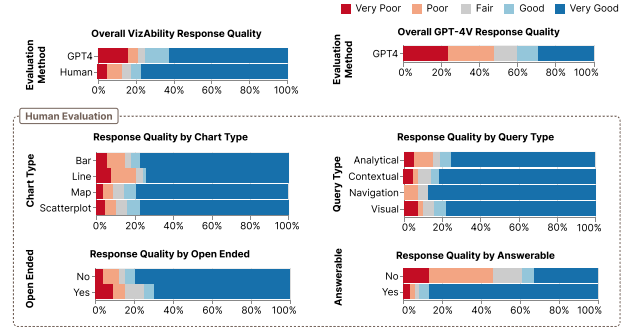 Very Poor Poor Fair Good Very Good
Overall VizAbility Response Quality
Evaluation
Method
GPT4
Human
0% 20% 40% 60% 80% 100%
Overall GPT-4V Response Quality
Evaluation
Method
GPT4
0% 20% 40% 60% 80% 100%
Human Evaluation
Response Quality by Chart Type
Chart Type
Bar
Line
Map
Scatterplot
0% 20% 40% 60% 80% 100%
Response Quality by Query Type
Query Type
Analytical
Contextual
Navigation
Visual
0% 20% 40% 60% 80% 100%
Response Quality by Open Ended
Open Ended
No
Yes
0% 20% 40% 60% 80% 100%
Response Quality by Answerable
Answerable
No
Yes
0% 20% 40% 60% 80% 100%